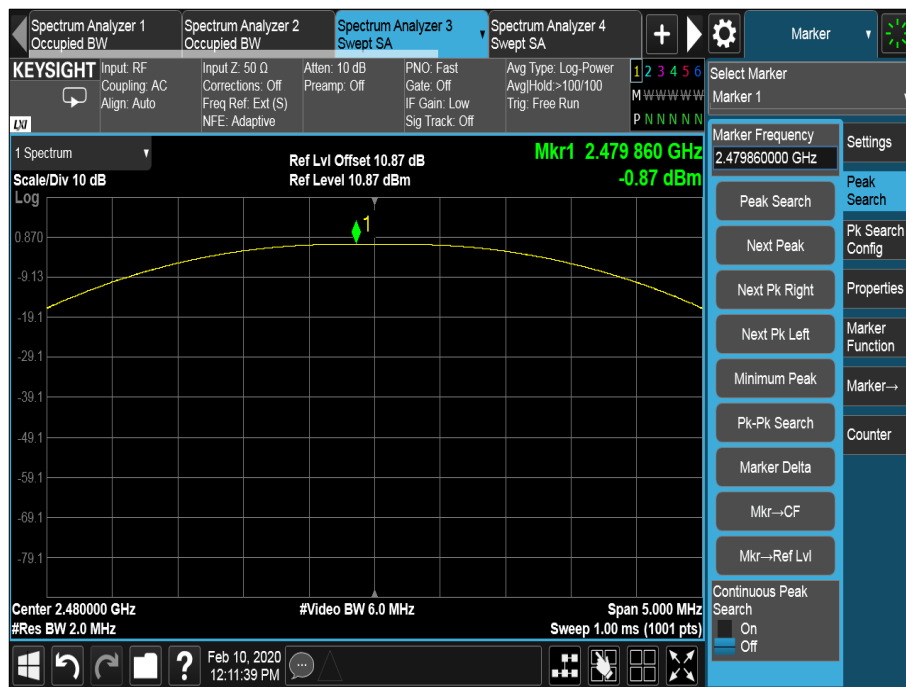 Spectrum Analyzer 1
Occupied BW
Spectrum Analyzer 2
Occupied BW
Spectrum Analyzer 3
Swept SA
Spectrum Analyzer 4
Swept SA
+
Marker
KEYSIGHT
LXI
Input: RF
Coupling: AC
Align: Auto
Input Z: 50 Ω
Corrections: Off
Freq Ref: Ext (S)
NFE: Adaptive
Atten: 10 dB
Preamp: Off
PNO: Fast
Gate: Off
IF Gain: Low
Sig Track: Off
Avg Type: Log-Power
Avg|Hold:>100/100
Trig: Free Run
1 2 3 4 5 6
M W W W W W W
P N N N N N N
Select Marker
Marker 1
1 Spectrum
Scale/Div 10 dB
Log
Ref Lvl Offset 10.87 dB
Ref Level 10.87 dBm
Mkr1 2.479 860 GHz
-0.87 dBm
1
0.870
-9.13
-19.1
-29.1
-39.1
-49.1
-59.1
-69.1
-79.1
Center 2.480000 GHz
#Res BW 2.0 MHz
#Video BW 6.0 MHz
Span 5.000 MHz
Sweep 1.00 ms (1001 pts)
Marker Frequency
2.479860000 GHz
Peak Search
Next Peak
Next Pk Right
Next Pk Left
Minimum Peak
Pk-Pk Search
Marker Delta
Mkr→CF
Mkr→Ref Lvl
Continuous Peak
Search
On
Off
Settings
Peak
Search
Pk Search
Config
Properties
Marker
Function
Marker→
Counter
?
Feb 10, 2020
12:11:39 PM